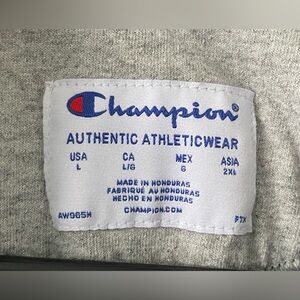 Champion®
AUTHENTIC ATHLETICWEAR
USA CA MEX ASIA
L L/G G 2XL
MADE IN HONDURAS
FABRIQUÉ AU HONDURAS
HECHO EN HONDURAS
AW965H CHAMPION.COM FTX